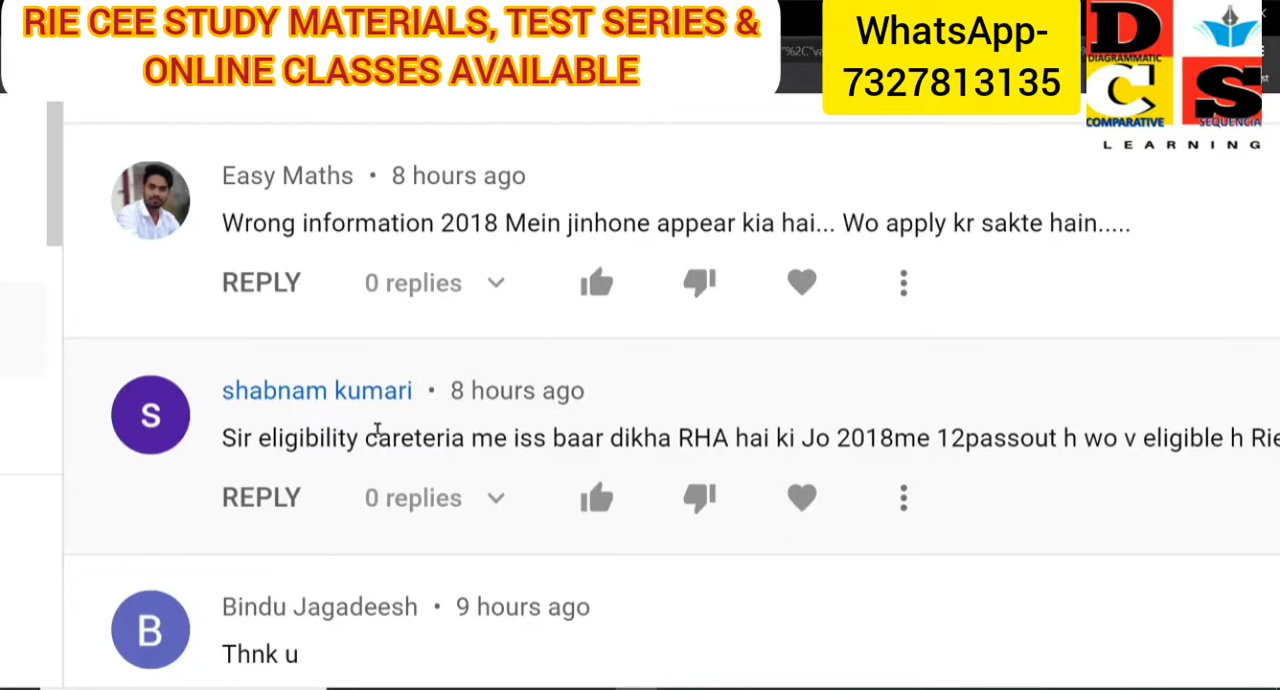 RIE CEE STUDY MATERIALS, TEST SERIES &
ONLINE CLASSES AVAILABLE
WhatsApp-
7327813135
D
DIAGRAMMATIC
C
COMPARATIVE
S
SEQUENCIA
LEARNING
Easy Maths • 8 hours ago
Wrong information 2018 Mein jinhone appear kia hai... Wo apply kr sakte hain.....
REPLY 0 replies
S
shabnam kumari • 8 hours ago
Sir eligibility careteria me iss baar dikha RHA hai ki Jo 2018me 12passout h wo v eligible h Rie
REPLY 0 replies
B
Bindu Jagadeesh • 9 hours ago
Thnk u